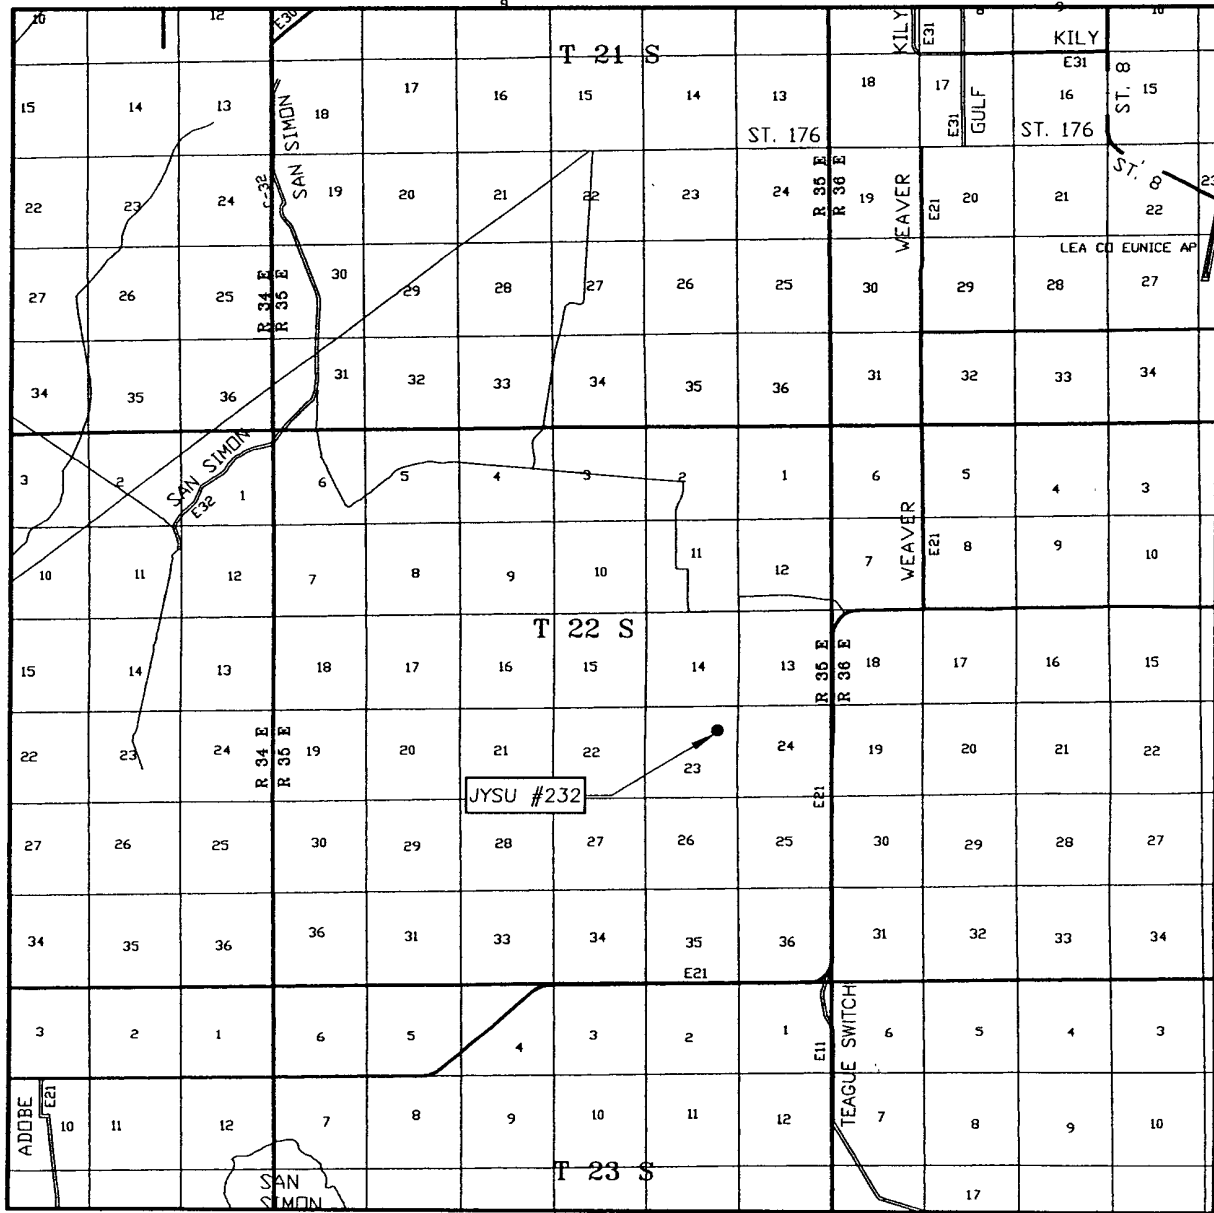 9
10 12 E30 KILY E31 8 KILY 9 10
T 21 S
E31
15 14 13 SAN SIMON 18 17 16 15 14 13 18 17 GULF 16 ST. 8 15
ST. 176 E31 ST. 176
ST. 8
22 23 24 C-32 19 20 21 22 23 24 R 35 E R 36 E 19 WEAVER E21 20 21 22 23
LEA CO EUNICE AP
27 26 25 R 34 E R 35 E 30 29 28 27 26 25 30 29 28 27
34 35 36 31 32 33 34 35 36 31 32 33 34
3 2 SAN SIMON E32 1 6 5 4 3 2 1 6 5 4 3
10 11 12 7 8 9 10 11 12 7 WEAVER E21 8 9 10
T 22 S
15 14 13 18 17 16 15 14 13 R 35 E R 36 E 18 17 16 15
22 23 24 R 34 E R 35 E 19 20 21 22 23 24 19 20 21 22
JYSU #232
E21
27 26 25 30 29 28 27 26 25 30 29 28 27
34 35 36 36 31 33 34 35 36 31 32 33 34
E21
3 2 1 6 5 4 3 2 1 E11 TEAGUE SWITCH 6 5 4 3
ADOBE E21 10 11 12 7 8 9 10 11 12 7 8 9 10
T 23 S
SAN
SIMON
17